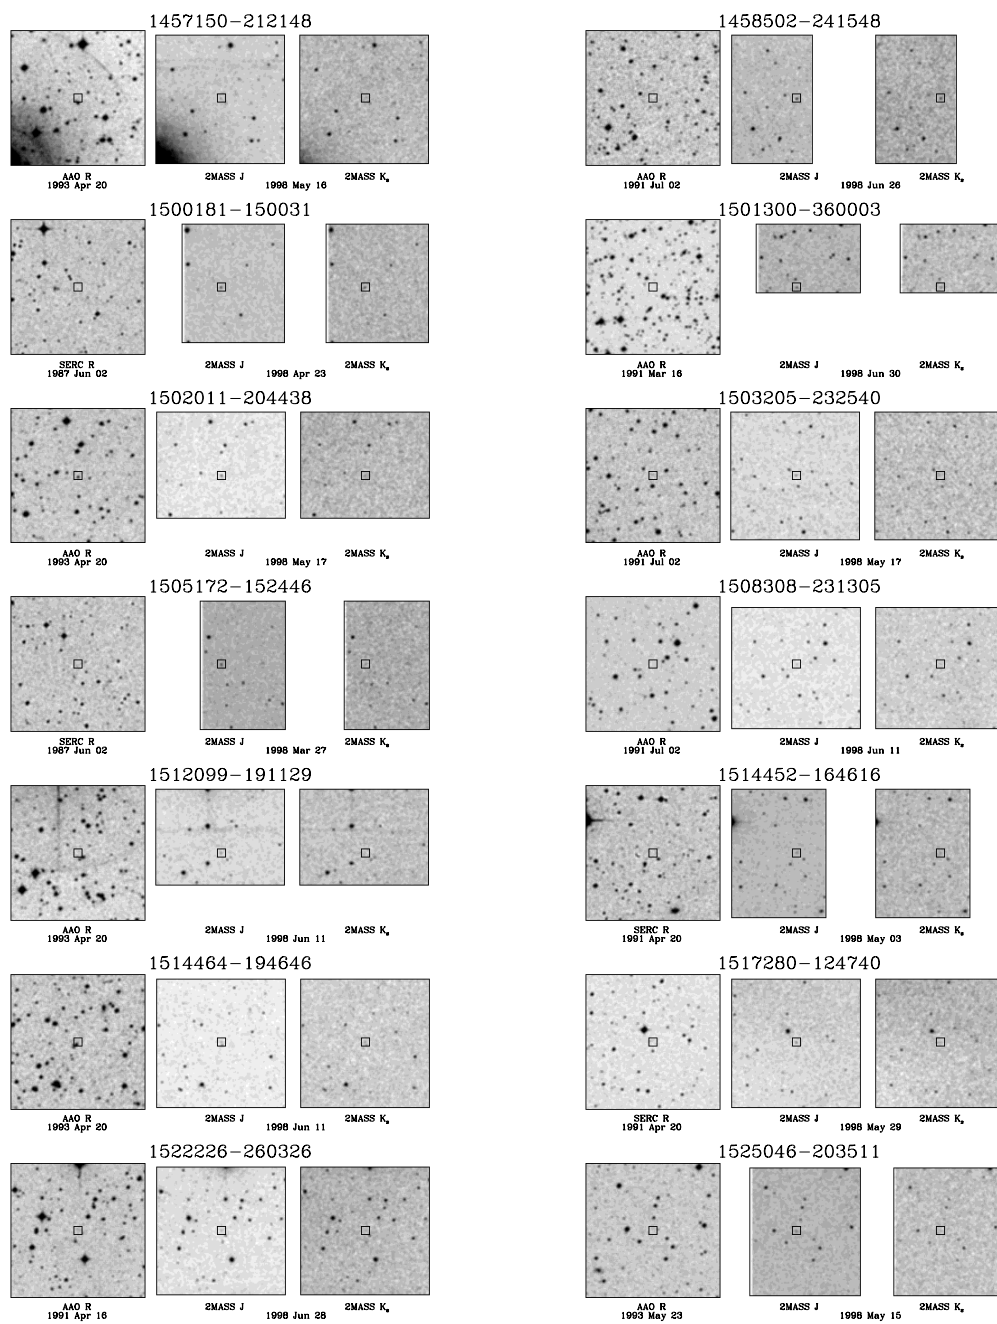 1457150-212148
AAO R
1993 Apr 20
2MASS J
1998 May 16
2MASS Ks
1458502-241548
AAO R
1991 Jul 02
2MASS J
1998 Jun 26
2MASS Ks
1500181-150031
SERC R
1987 Jun 02
2MASS J
1998 Apr 23
2MASS Ks
1501300-360003
AAO R
1991 Mar 16
2MASS J
1998 Jun 30
2MASS Ks
1502011-204438
AAO R
1993 Apr 20
2MASS J
1998 May 17
2MASS Ks
1503205-232540
AAO R
1991 Jul 02
2MASS J
1998 May 17
2MASS Ks
1505172-152446
SERC R
1987 Jun 02
2MASS J
1998 Mar 27
2MASS Ks
1508308-231305
AAO R
1991 Jul 02
2MASS J
1998 Jun 11
2MASS Ks
1512099-191129
AAO R
1993 Apr 20
2MASS J
1998 Jun 11
2MASS Ks
1514452-164616
SERC R
1991 Apr 20
2MASS J
1998 May 03
2MASS Ks
1514464-194646
AAO R
1993 Apr 20
2MASS J
1998 Jun 11
2MASS Ks
1517280-124740
SERC R
1991 Apr 20
2MASS J
1998 May 29
2MASS Ks
1522226-260326
AAO R
1991 Apr 16
2MASS J
1998 Jun 28
2MASS Ks
1525046-203511
AAO R
1993 May 23
2MASS J
1998 May 15
2MASS Ks